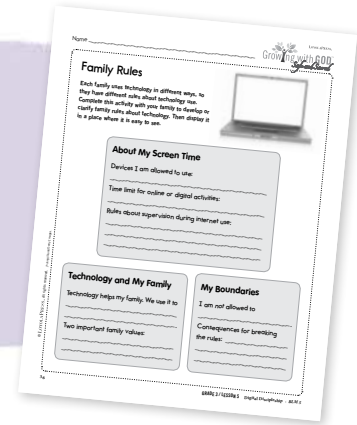 Name
Growing with GOD
Family Rules
Each family uses technology in different ways, so
they have different rules about technology use.
Complete this activity with your family to develop or
clarify family rules about technology. Then display it
in a place where it is easy to see.
About My Screen Time
Devices I am allowed to use:
Time limit for online or digital activities:
Rules about supervision during internet use:
Technology and My Family
Technology helps my family. We use it to
Two important family values:
My Boundaries
I am not allowed to
Consequences for breaking
the rules:
GRADE 2 / LESSON 5